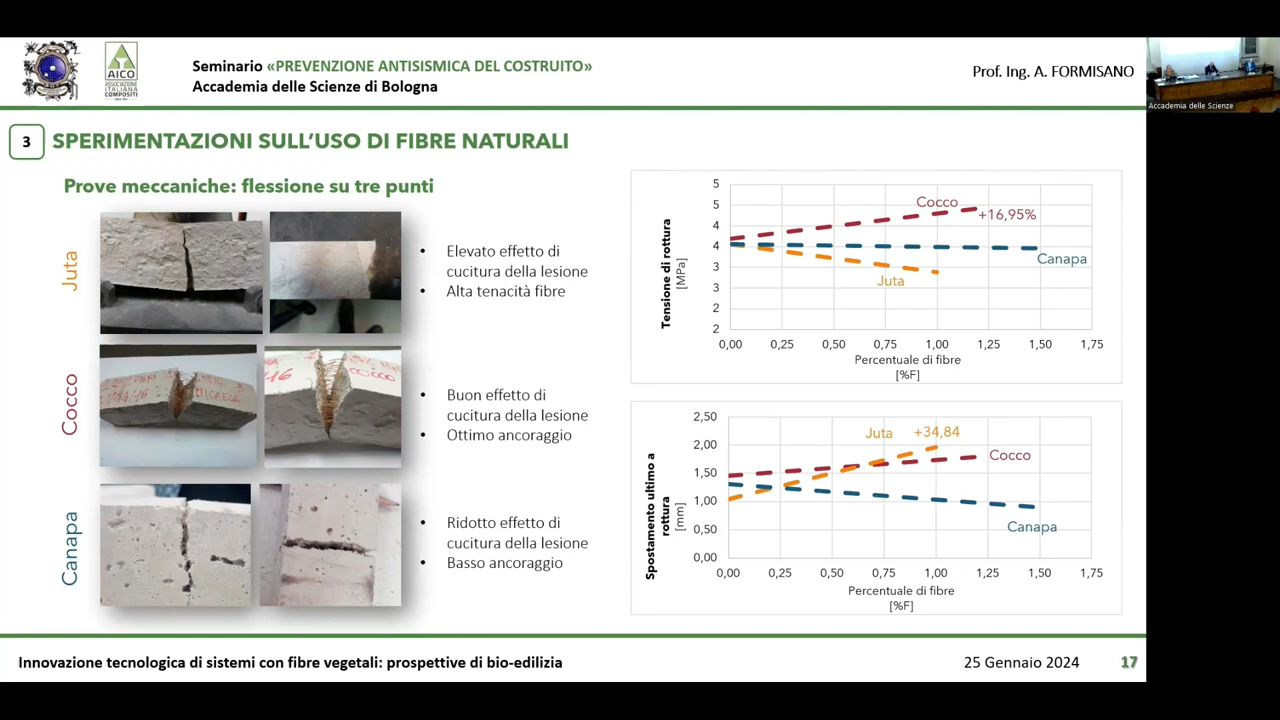 Seminario «PREVENZIONE ANTISISMICA DEL COSTRUITO»
Accademia delle Scienze di Bologna
AICO
ASSOCIAZIONE
ITALIANA
COMPOSITI
Prof. Ing. A. FORMISANO
Accademia delle Scienze
3
SPERIMENTAZIONI SULL'USO DI FIBRE NATURALI
Prove meccaniche: flessione su tre punti
Juta
• Elevato effetto di
cucitura della lesione
• Alta tenacità fibre
Cocco
• Buon effetto di
cucitura della lesione
• Ottimo ancoraggio
Canapa
• Ridotto effetto di
cucitura della lesione
• Basso ancoraggio
Tensione di rottura
[MPa]
5
5
4
4
3
3
2
2
Cocco
+16,95%
Canapa
Juta
0,00 0,25 0,50 0,75 1,00 1,25 1,50 1,75
Percentuale di fibre
[%F]
Spostamento ultimo a
rottura
[mm]
2,50
2,00
1,50
1,00
0,50
0,00
Juta +34,84
Cocco
Canapa
0,00 0,25 0,50 0,75 1,00 1,25 1,50 1,75
Percentuale di fibre
[%F]
Innovazione tecnologica di sistemi con fibre vegetali: prospettive di bio-edilizia
25 Gennaio 2024
17